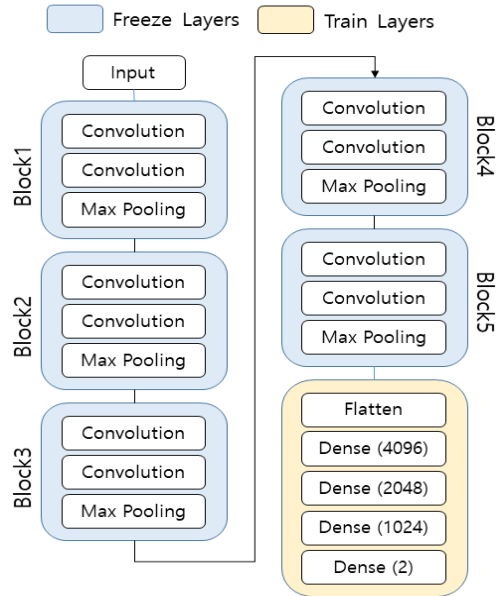 Freeze Layers
Train Layers
Input
Block1
Convolution
Convolution
Max Pooling
Block2
Convolution
Convolution
Max Pooling
Block3
Convolution
Convolution
Max Pooling
Block4
Convolution
Convolution
Max Pooling
Block5
Convolution
Convolution
Max Pooling
Flatten
Dense (4096)
Dense (2048)
Dense (1024)
Dense (2)